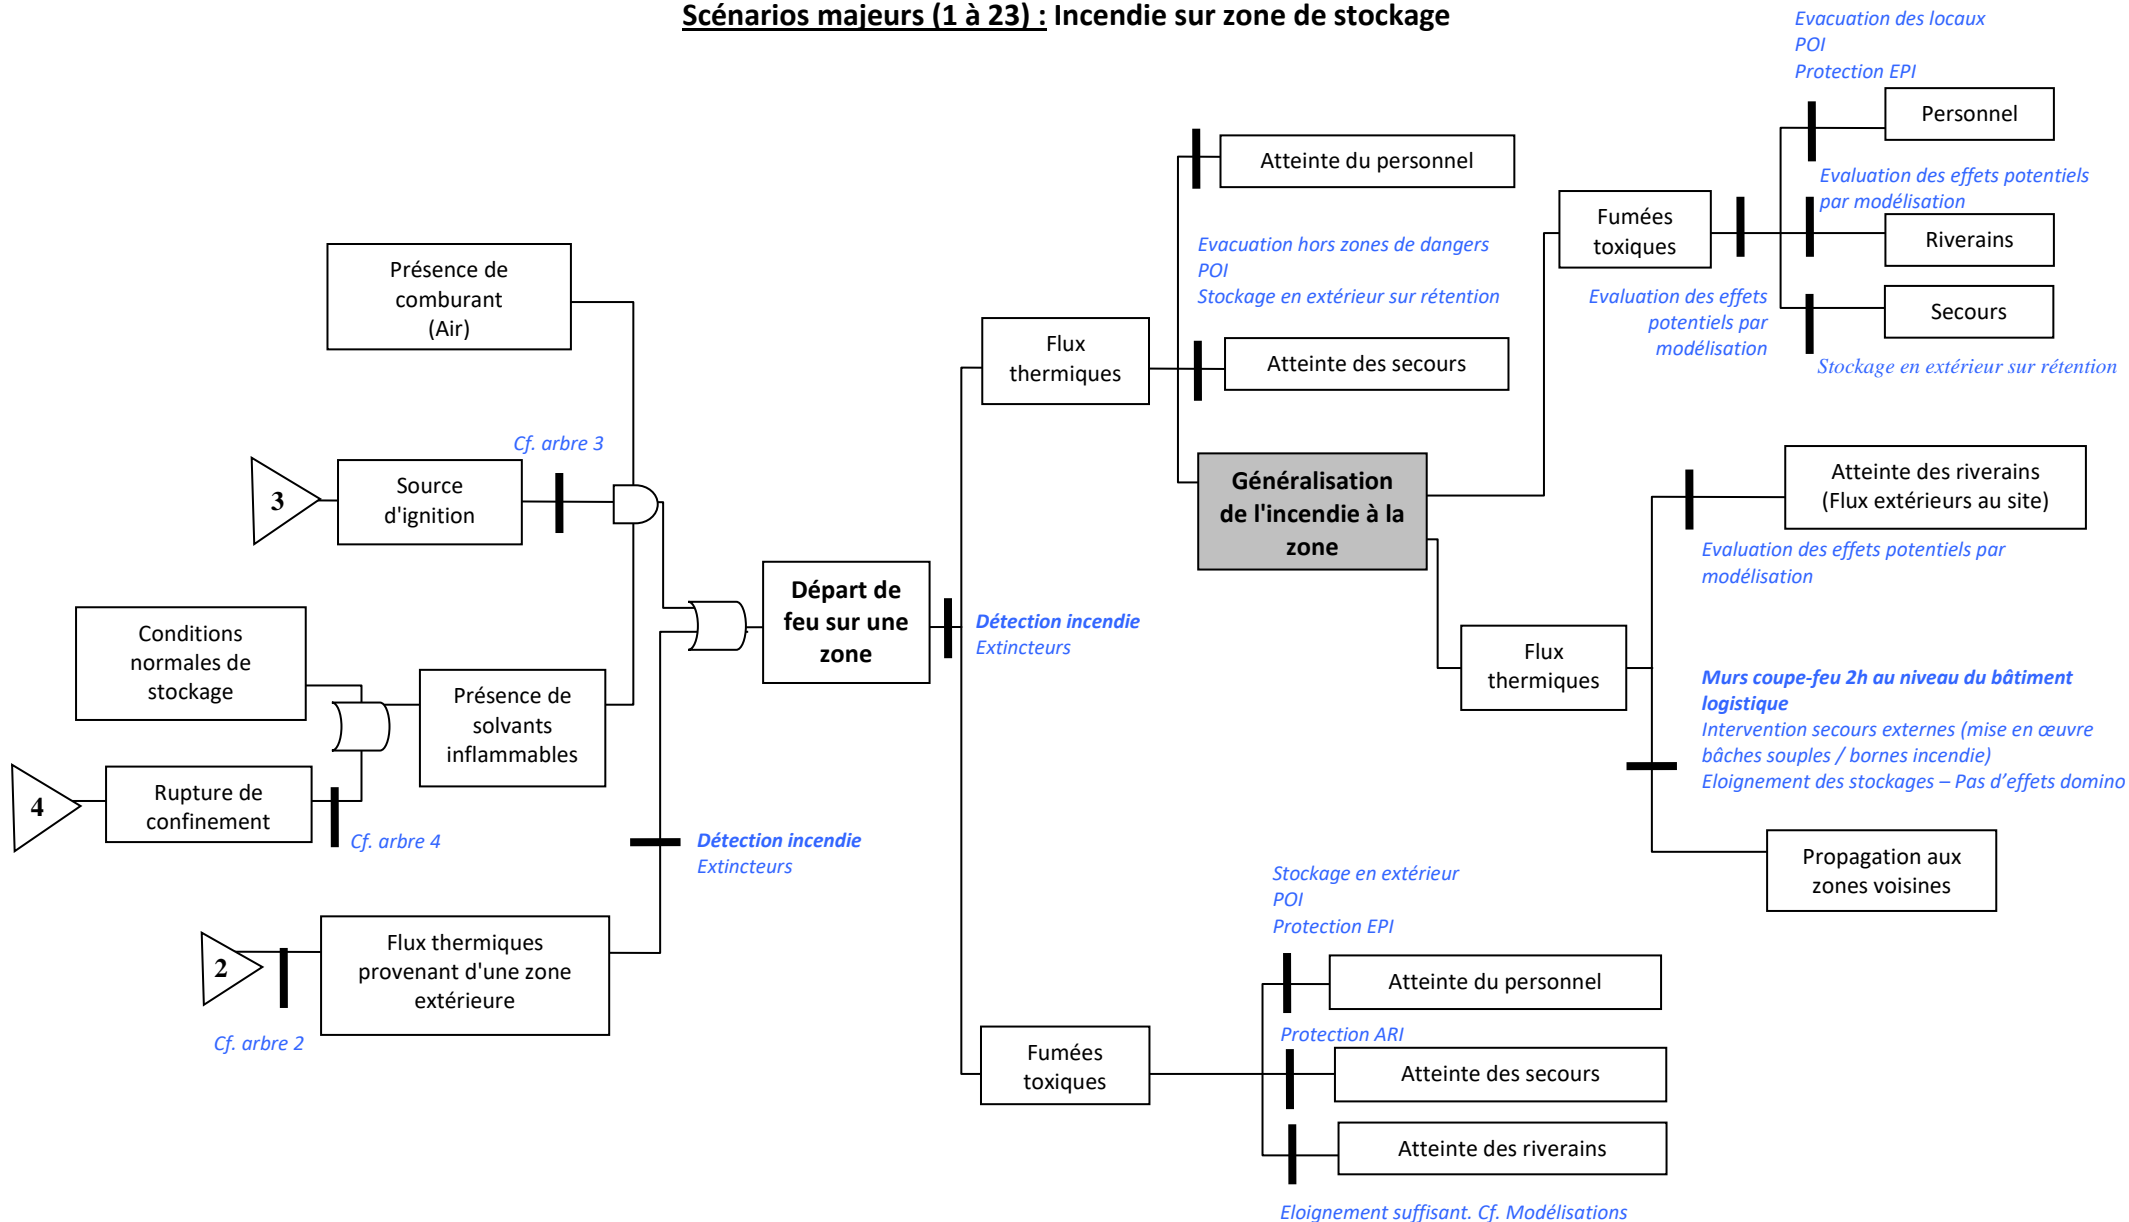 Scénarios majeurs (1 à 23) : Incendie sur zone de stockage
Evacuation des locaux
POI
Protection EPI
Personnel
Atteinte du personnel
Evaluation des effets potentiels
par modélisation
Fumées
toxiques
Riverains
Evacuation hors zones de dangers
POI
Stockage en extérieur sur rétention
Evaluation des effets
potentiels par
modélisation
Secours
Stockage en extérieur sur rétention
Présence de
comburant
(Air)
Flux
thermiques
Atteinte des secours
Cf. arbre 3
3
Source
d'ignition
Généralisation
de l'incendie à la
zone
Atteinte des riverains
(Flux extérieurs au site)
Evaluation des effets potentiels par
modélisation
Départ de
feu sur une
zone
Détection incendie
Extincteurs
Conditions
normales de
stockage
Présence de
solvants
inflammables
Flux
thermiques
Murs coupe-feu 2h au niveau du bâtiment
logistique
Intervention secours externes (mise en œuvre
bâches souples / bornes incendie)
Eloignement des stockages – Pas d’effets domino
4
Rupture de
confinement
Cf. arbre 4
Détection incendie
Extincteurs
Propagation aux
zones voisines
2
Flux thermiques
provenant d'une zone
extérieure
Cf. arbre 2
Stockage en extérieur
POI
Protection EPI
Atteinte du personnel
Protection ARI
Fumées
toxiques
Atteinte des secours
Atteinte des riverains
Eloignement suffisant. Cf. Modélisations